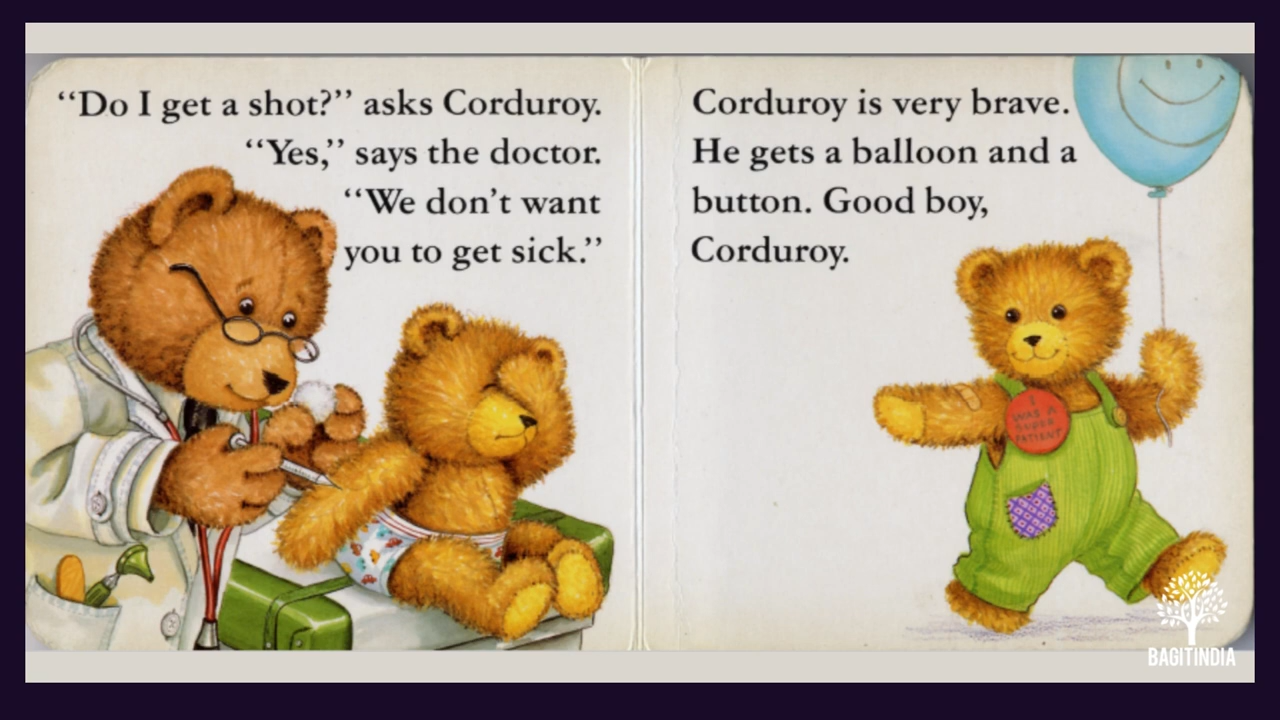 “Do I get a shot?” asks Corduroy.
“Yes,” says the doctor.
“We don’t want
you to get sick.”
Corduroy is very brave.
He gets a balloon and a
button. Good boy,
Corduroy.
I
WAS A
SUPER
PATIENT
BAGITINDIA